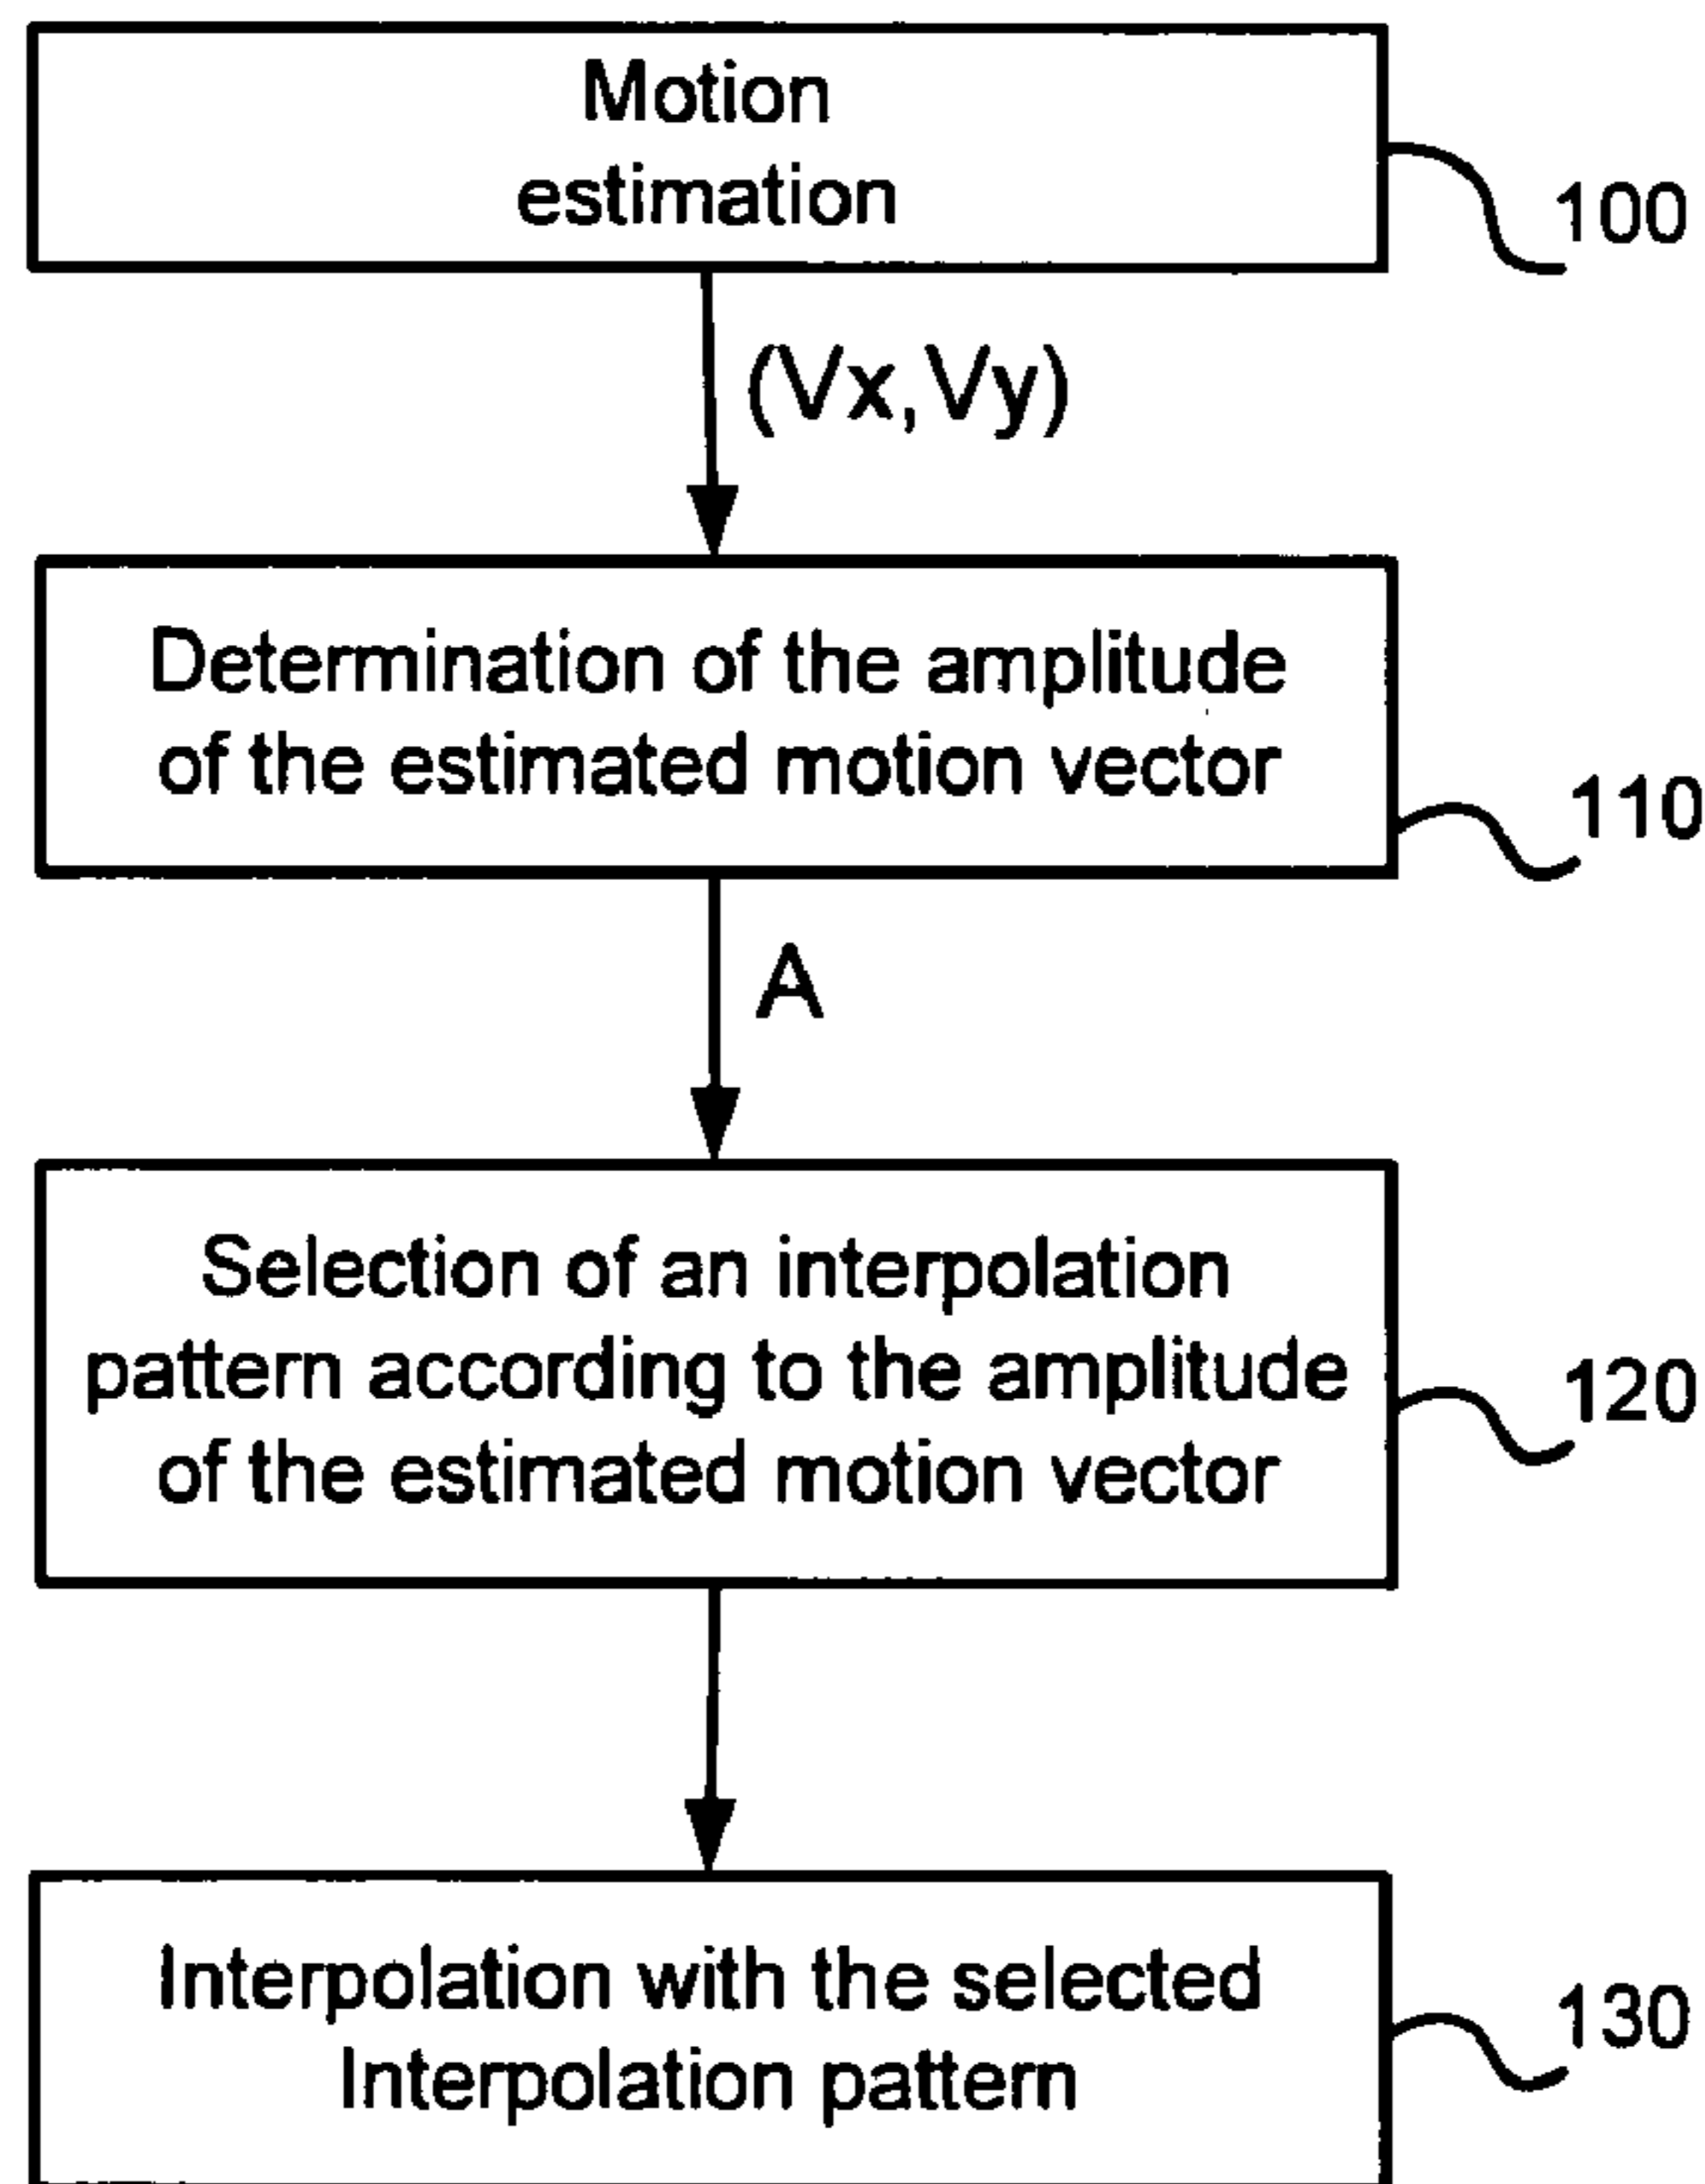 Motion
estimation
100
(Vx,Vy)
Determination of the amplitude
of the estimated motion vector
110
A
Selection of an interpolation
pattern according to the amplitude
of the estimated motion vector
120
Interpolation with the selected
Interpolation pattern
130